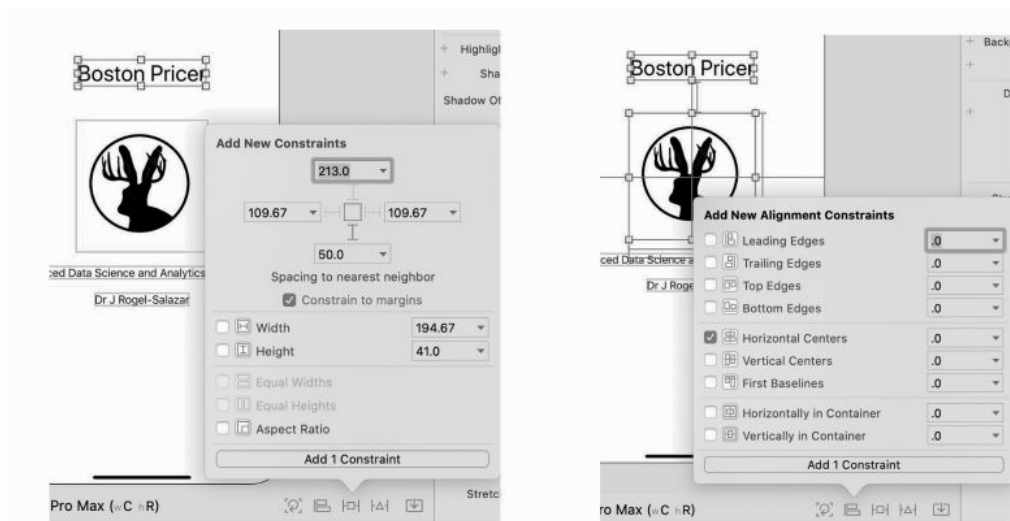 Boston Pricer
Highligh
Sha
Shadow Of
Add New Constraints
213.0
109.67
109.67
50.0
Spacing to nearest neighbor
Constrain to margins
Width
194.67
Height
41.0
Equal Widths
Equal Heights
Aspect Ratio
Add 1 Constraint
ced Data Science and Analytics
Dr J Rogel-Salazar
Pro Max (wC hR)
Stretc
Boston Pricer
Back
D
Add New Alignment Constraints
Leading Edges
.0
Trailing Edges
.0
Top Edges
.0
Bottom Edges
.0
Horizontal Centers
.0
Vertical Centers
.0
First Baselines
.0
Horizontally in Container
.0
Vertically in Container
.0
Add 1 Constraint
ced Data Science a
Dr J Roge
ro Max (wC hR)